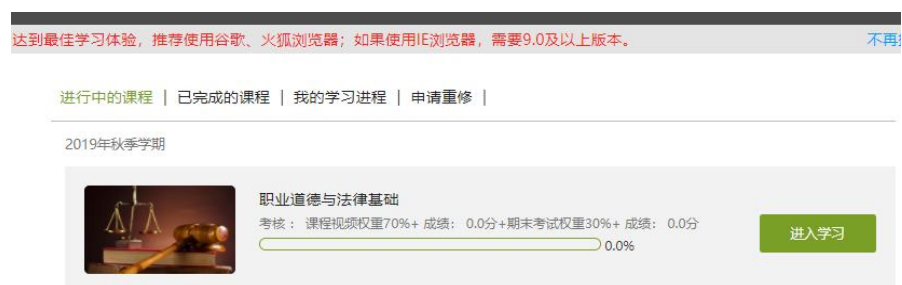 达到最佳学习体验，推荐使用谷歌、火狐浏览器；如果使用IE浏览器，需要9.0及以上版本。 不再
进行中的课程 | 已完成的课程 | 我的学习进程 | 申请重修 |
2019年秋季学期
职业道德与法律基础
考核： 课程视频权重70%+ 成绩： 0.0分+期末考试权重30%+ 成绩： 0.0分
0.0%
进入学习